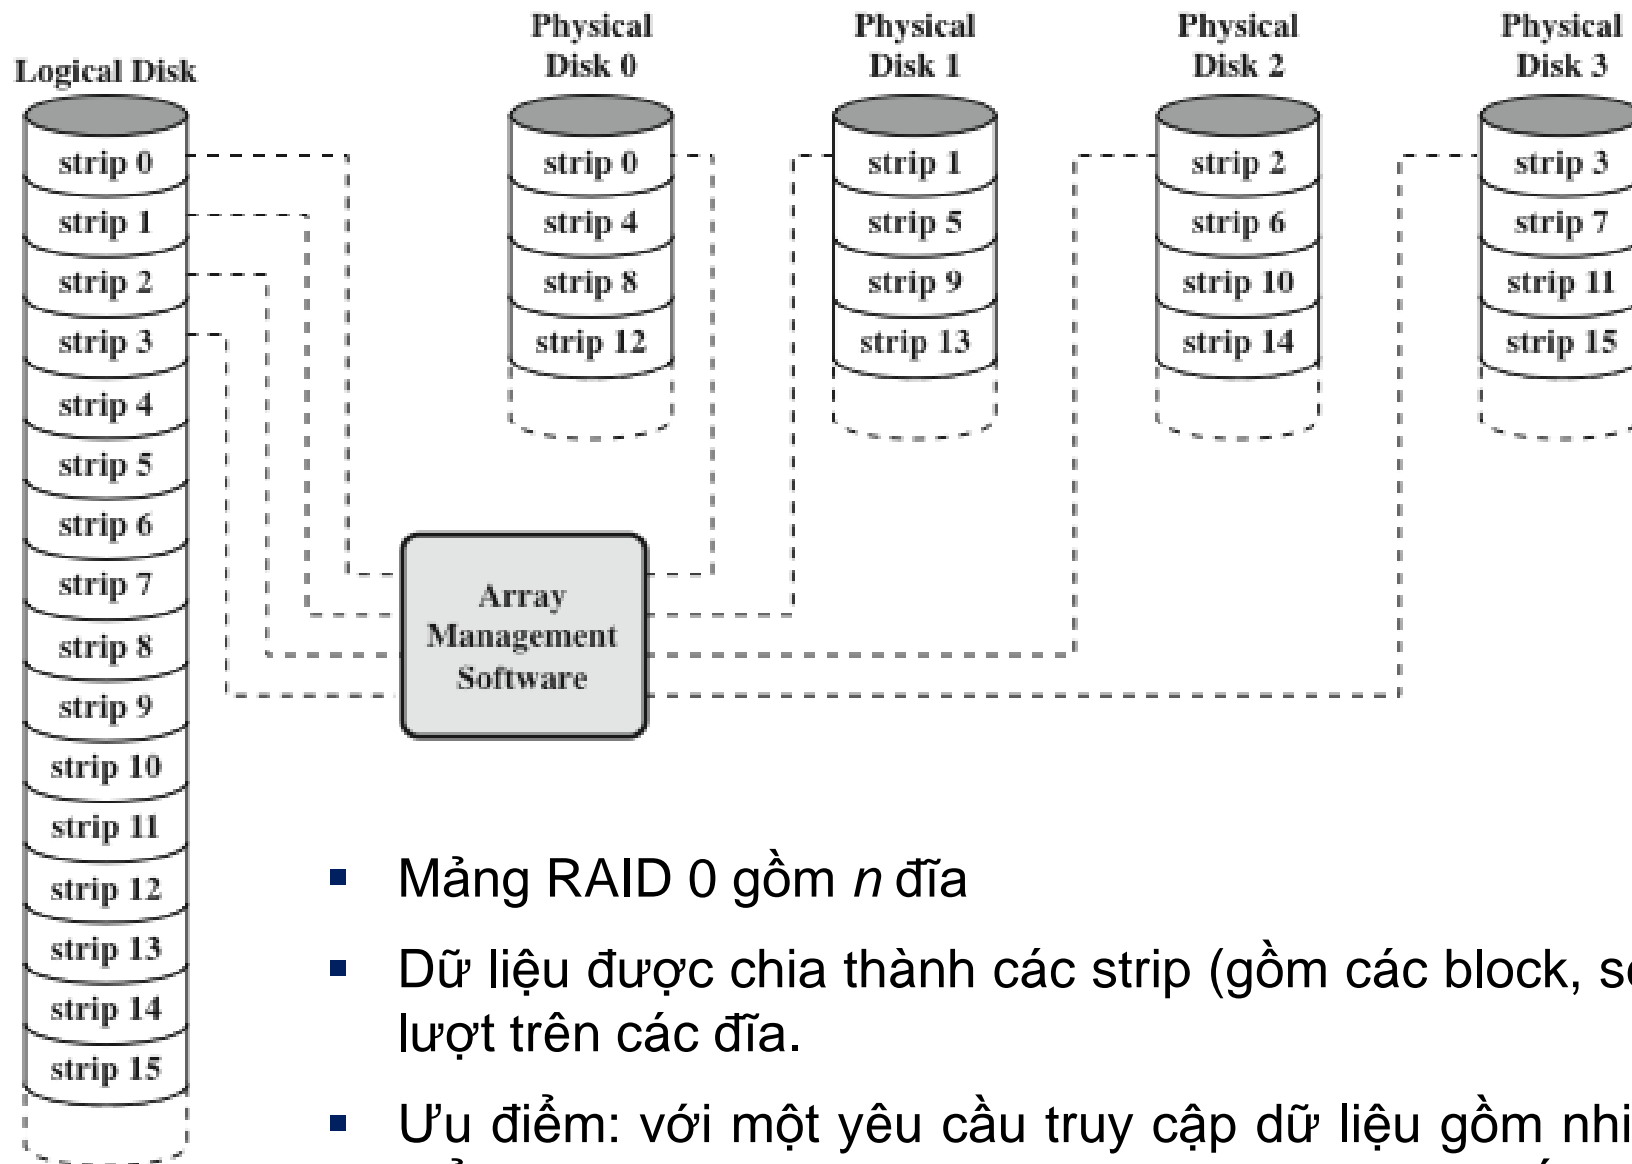 Logical Disk
Physical
Disk 0
Physical
Disk 1
Physical
Disk 2
Physical
Disk 3
strip 0
strip 1
strip 2
strip 3
strip 4
strip 5
strip 6
strip 7
strip 8
strip 9
strip 10
strip 11
strip 12
strip 13
strip 14
strip 15
strip 0
strip 4
strip 8
strip 12
strip 1
strip 5
strip 9
strip 13
strip 2
strip 6
strip 10
strip 14
strip 3
strip 7
strip 11
strip 15
Array
Management
Software
▪ Mảng RAID 0 gồm n đĩa
▪ Dữ liệu được chia thành các strip (gồm các block,
lượt trên các đĩa.
▪ Ưu điểm: với một yêu cầu truy cập dữ liệu gồm